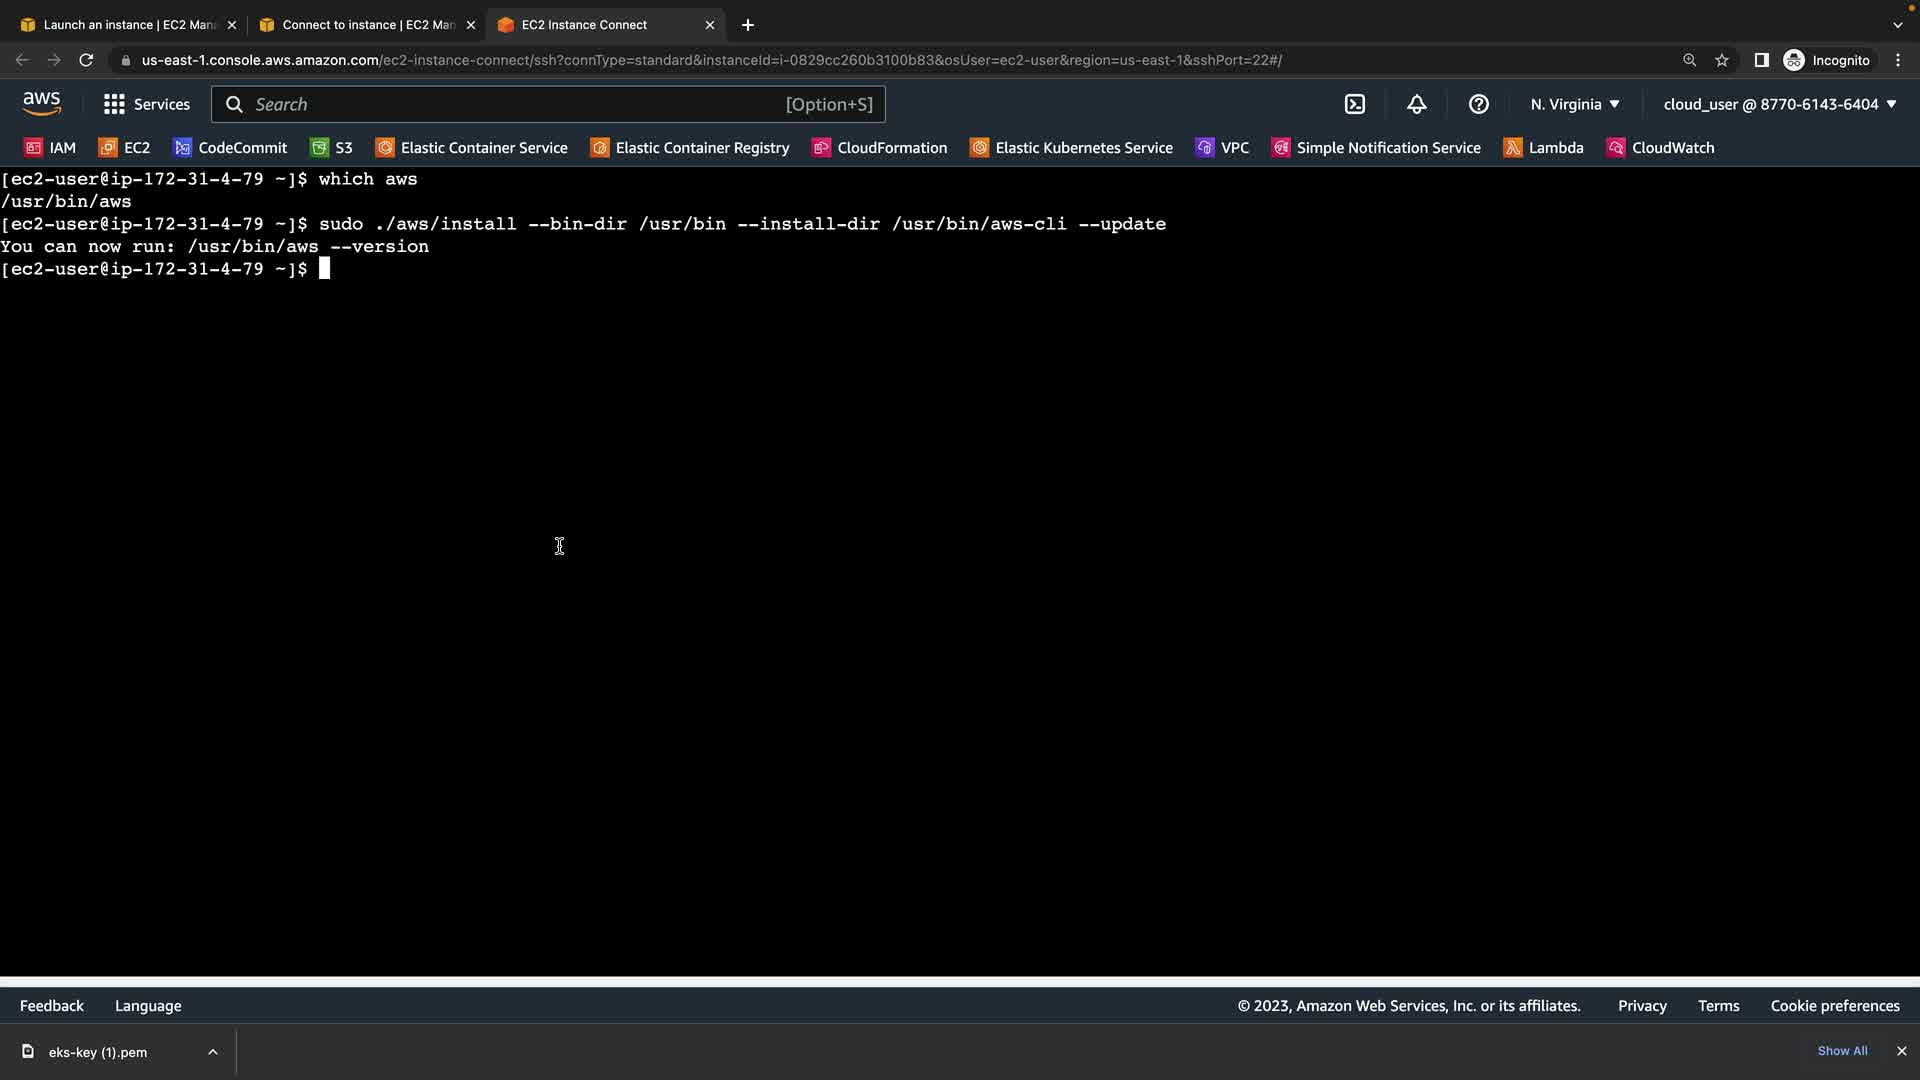 Launch an instance | EC2 Man
Connect to instance | EC2 Man
EC2 Instance Connect
us-east-1.console.aws.amazon.com/ec2-instance-connect/ssh?connType=standard&instanceId=i-0829cc260b3100b83&osUser=ec2-user&region=us-east-1&sshPort=22#/
Incognito
aws
Services
Search
[Option+S]
N. Virginia
cloud_user @ 8770-6143-6404
IAM
EC2
CodeCommit
S3
Elastic Container Service
Elastic Container Registry
CloudFormation
Elastic Kubernetes Service
VPC
Simple Notification Service
Lambda
CloudWatch
[ec2-user@ip-172-31-4-79 ~]$ which aws
/usr/bin/aws
[ec2-user@ip-172-31-4-79 ~]$ sudo ./aws/install --bin-dir /usr/bin --install-dir /usr/bin/aws-cli --update
You can now run: /usr/bin/aws --version
[ec2-user@ip-172-31-4-79 ~]$
Feedback
Language
© 2023, Amazon Web Services, Inc. or its affiliates.
Privacy
Terms
Cookie preferences
eks-key (1).pem
Show All